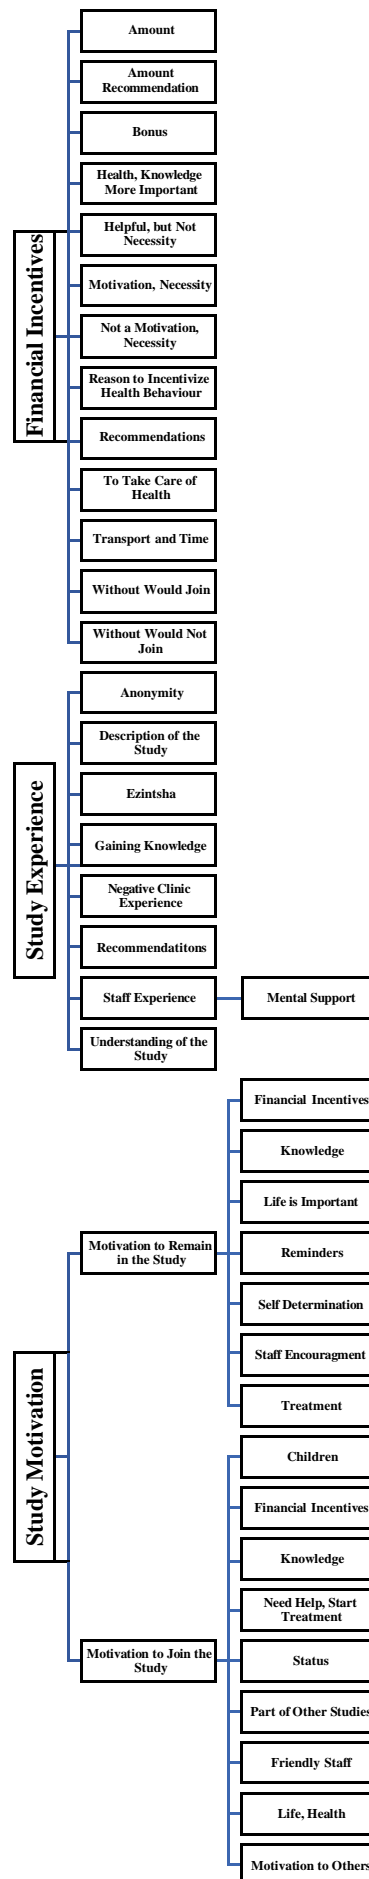 Financial Incentives
Amount
Amount
Recommendation
Bonus
Health, Knowledge
More Important
Helpful, but Not
Necessity
Motivation, Necessity
Not a Motivation,
Necessity
Reason to Incentivize
Health Behaviour
Recommendations
To Take Care of
Health
Transport and Time
Without Would Join
Without Would Not
Join
Study Experience
Anonymity
Description of the
Study
Ezintsha
Gaining Knowledge
Negative Clinic
Experience
Recommendatitons
Staff Experience
Mental Support
Understanding of the
Study
Study Motivation
Motivation to Remain
in the Study
Financial Incentives
Knowledge
Life is Important
Reminders
Self Determination
Staff Encouragment
Treatment
Motivation to Join the
Study
Children
Financial Incentives
Knowledge
Need Help, Start
Treatment
Status
Part of Other Studies
Friendly Staff
Life, Health
Motivation to Others